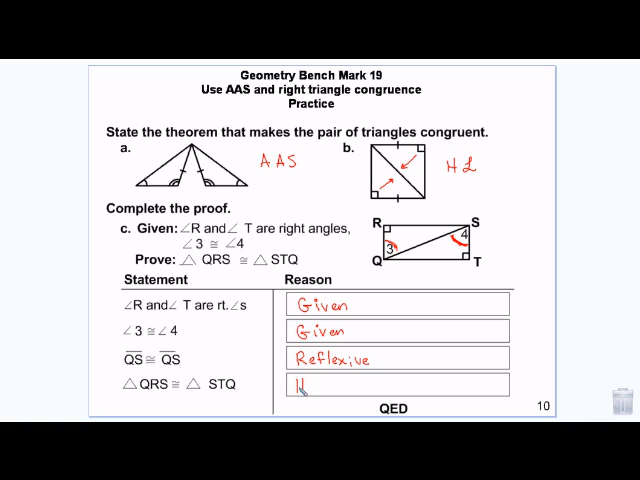 Geometry Bench Mark 19
Use AAS and right triangle congruence
Practice
State the theorem that makes the pair of triangles congruent.
a. AAS b. HL
Complete the proof.
c. Given: ∠R and∠ T are right angles,
∠3 ≅ ∠4
Prove: △ QRS ≅ △ STQ
R S
3 4
Q T
Statement Reason
∠R and∠ T are rt. ∠s Given
∠3 ≅ ∠4 Given
QS ≅ QS Reflexive
△QRS ≅ △ STQ
QED
10